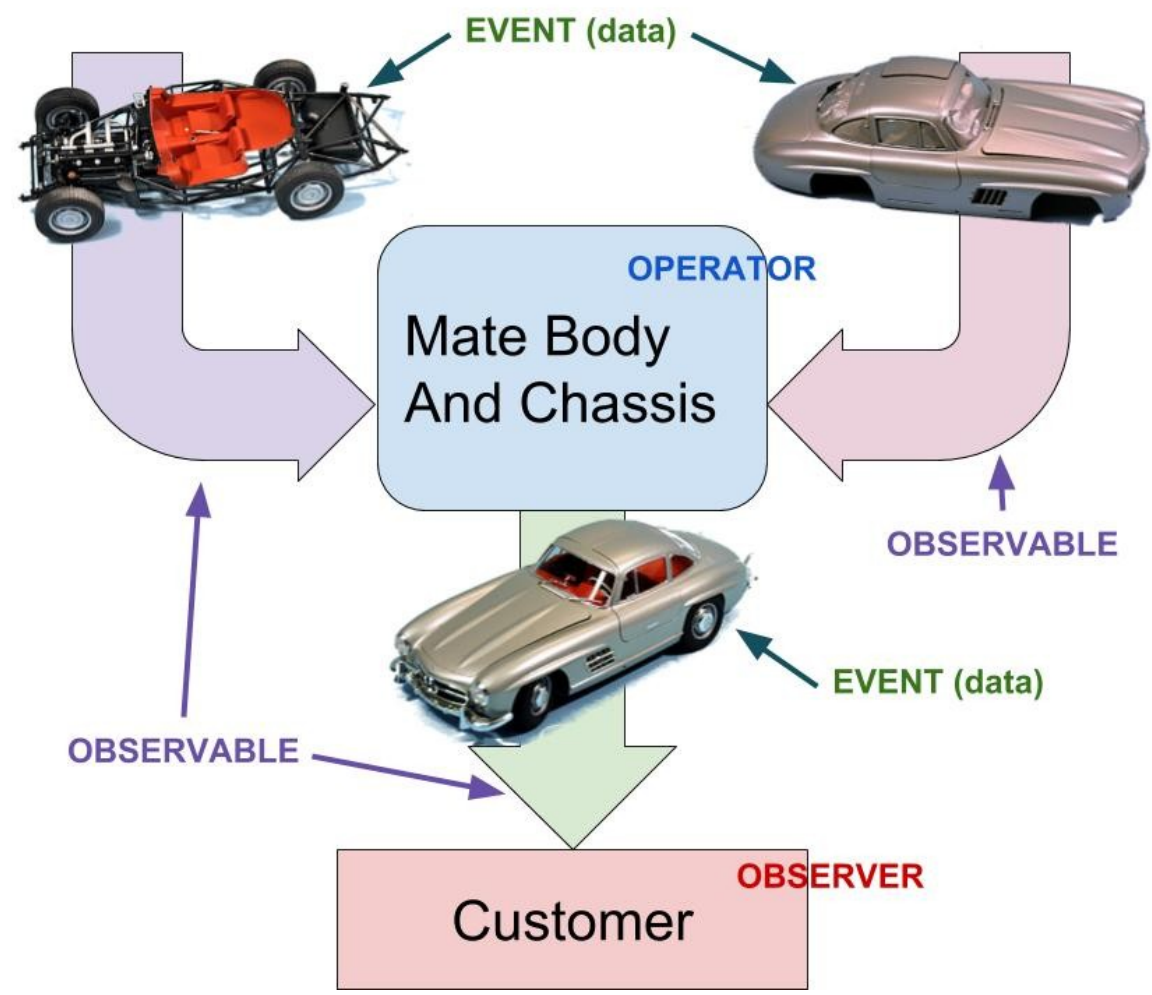 EVENT (data)
OPERATOR
Mate Body
And Chassis
OBSERVABLE
EVENT (data)
OBSERVABLE
OBSERVER
Customer